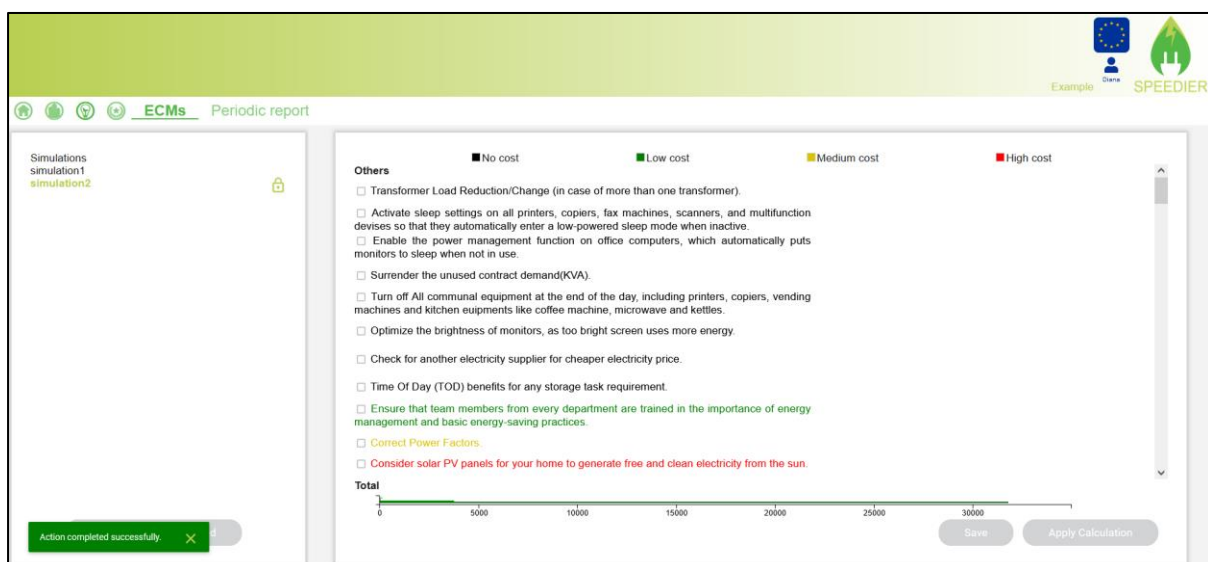 Example
Diana
SPEEDIER
ECMs
Periodic report
Simulations
simulation1
simulation2
No cost
Low cost
Medium cost
High cost
Others
Transformer Load Reduction/Change (in case of more than one transformer).
Activate sleep settings on all printers, copiers, fax machines, scanners, and multifunction
devises so that they automatically enter a low-powered sleep mode when inactive.
Enable the power management function on office computers, which automatically puts
monitors to sleep when not in use.
Surrender the unused contract demand(KVA).
Turn off All communal equipment at the end of the day, including printers, copiers, vending
machines and kitchen euipments like coffee machine, microwave and kettles.
Optimize the brightness of monitors, as too bright screen uses more energy.
Check for another electricity supplier for cheaper electricity price.
Time Of Day (TOD) benefits for any storage task requirement.
Ensure that team members from every department are trained in the importance of energy
management and basic energy-saving practices.
Correct Power Factors.
Consider solar PV panels for your home to generate free and clean electricity from the sun.
Total
0 5000 10000 15000 20000 25000 30000
Action completed successfully.
Save
Apply Calculation